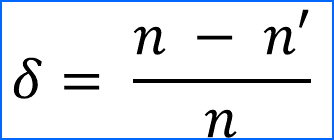 δ = (n − n′) / n